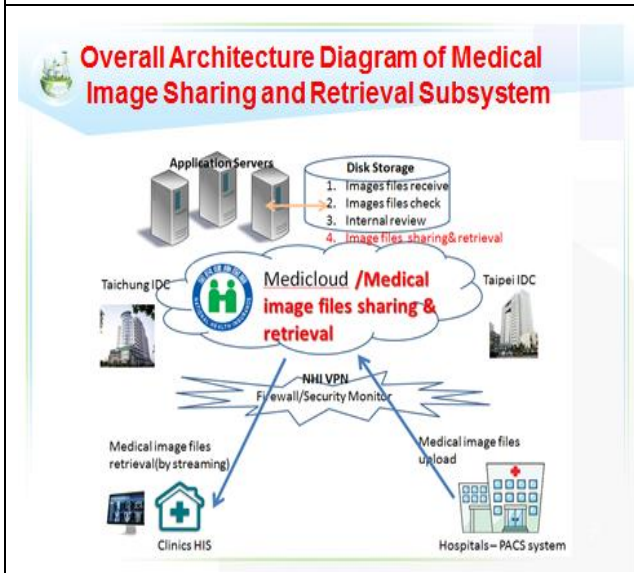 Overall Architecture Diagram of Medical
Image Sharing and Retrieval Subsystem
Application Servers
Disk Storage
1. Images files receive
2. Images files check
3. Internal review
4. Image files sharing&retrieval
Taichung IDC
Medicloud /Medical
image files sharing &
retrieval
Taipei IDC
NATIONAL HEALTH INSURANCE
NHI VPN
Firewall/Security Monitor
Medical image files
retrieval(by streaming)
Medical image files
upload
Clinics HIS
Hospitals– PACS system